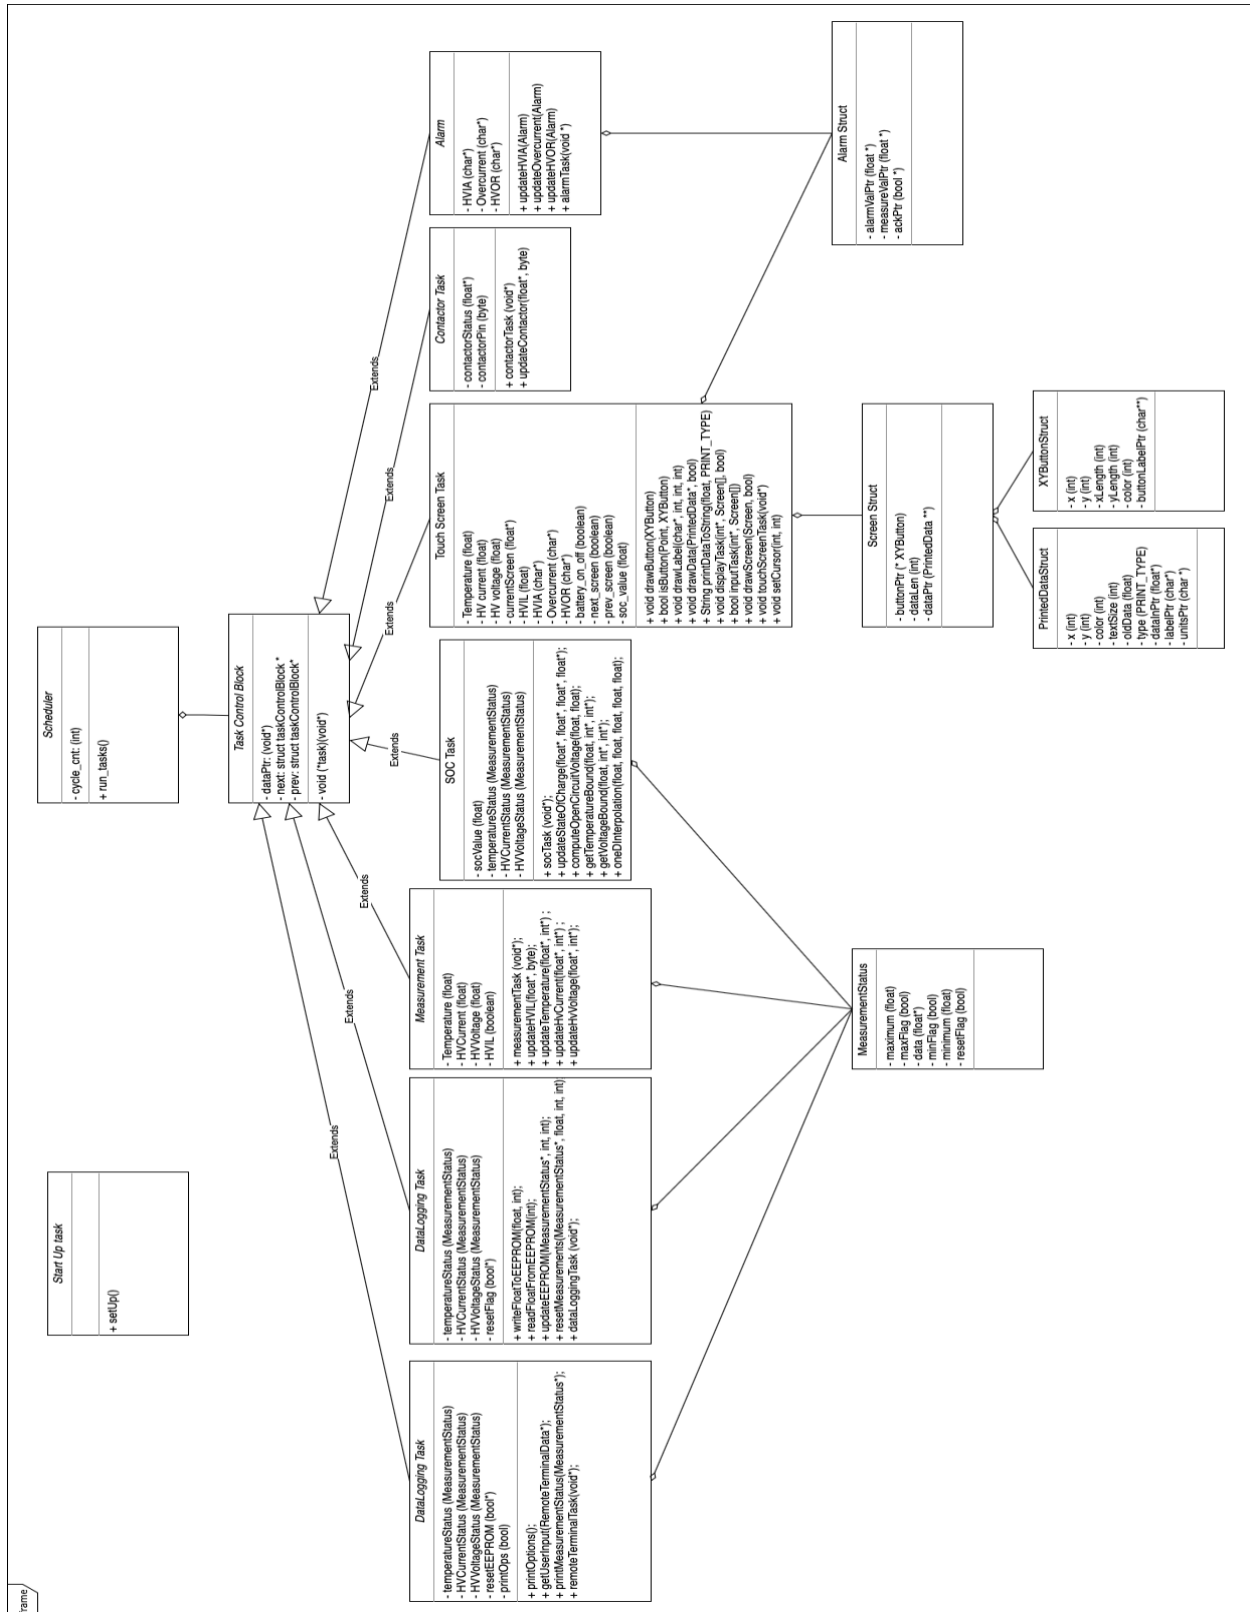 frame
Start Up task
+ setUp()
Scheduler
- cycle_cnt: (int)
+ run_tasks()
Task Control Block
- dataPtr: (void*)
- next: struct taskControlBlock *
- prev: struct taskControlBlock*
- void (*task)(void*)
Extends
Extends
Extends
Extends
Extends
Extends
Extends
DataLogging Task
- temperatureStatus (MeasurementStatus)
- HVCurrentStatus (MeasurementStatus)
- HVVoltageStatus (MeasurementStatus)
- resetEEPROM (bool*)
- printOps (bool)
+ printOptions();
+ getUserInput(RemoteTerminalData*);
+ printMeasurementStatus(MeasurementStatus*);
+ remoteTerminalTask(void*);
DataLogging Task
- temperatureStatus (MeasurementStatus)
- HVCurrentStatus (MeasurementStatus)
- HVVoltageStatus (MeasurementStatus)
- resetFlag (bool*)
+ writeFloatToEEPROM(float, int);
+ readFloatFromEEPROM(int);
+ updateEEPROM(MeasurementStatus*, int, int);
+ resetMeasurements(MeasurementStatus*, float, int, int)
+ dataLoggingTask (void*);
Measurement Task
- Temperature (float)
- HVCurrent (float)
- HVVoltage (float)
- HVIL (boolean)
+ measurementTask (void*);
+ updateHVIL(float*, byte);
+ updateTemperature(float*, int*) ;
+ updateHvCurrent(float*, int*) ;
+ updateHvVoltage(float*, int*);
SOC Task
- socValue (float)
- temperatureStatus (MeasurementStatus)
- HVCurrentStatus (MeasurementStatus)
- HVVoltageStatus (MeasurementStatus)
+ socTask (void*);
+ updateStateOfCharge(float*, float*, float*, float*);
+ computeOpenCircuitVoltage(float, float);
+ getTemperatureBound(float, int*, int*);
+ getVoltageBound(float, int*, int*);
+ oneDInterpolation(float, float, float, float, float);
Touch Screen Task
- Temperature (float)
- HV current (float)
- HV voltage (float)
- currentScreen (float*)
- HVIL (float)
- HVIA (char*)
- Overcurrent (char*)
- HVOR (char*)
- battery_on_off (boolean)
- next_screen (boolean)
- prev_screen (boolean)
- soc_value (float)
+ void drawButton(XYButton)
+ bool isButton(Point, XYButton)
+ void drawLabel(char*, int, int, int)
+ void drawData(PrintedData*, bool)
+ String printDataToString(float, PRINT_TYPE)
+ void displayTask(int*, Screen[], bool)
+ bool inputTask(int*, Screen[])
+ void drawScreen(Screen, bool)
+ void touchScreenTask(void*)
+ void setCursor(int, int)
Contactor Task
- contactorStatus (float*)
- contactorPin (byte)
+ contactorTask (void*)
+ updateContactor(float*, byte)
Alarm
- HVIA (char*)
- Overcurrent (char*)
- HVOR (char*)
+ updateHVIA(Alarm)
+ updateOvercurrent(Alarm)
+ updateHVOR(Alarm)
+ alarmTask(void *)
MeasurementStatus
- maximum (float)
- maxFlag (bool)
- data (float*)
- minFlag (bool)
- minimum (float)
- resetFlag (bool)
Screen Struct
- buttonPtr (* XYButton)
- dataLen (int)
- dataPtr (PrintedData **)
Alarm Struct
- alarmValPtr (float *)
- measureValPtr (float *)
- ackPtr (bool *)
PrintedDataStruct
- x (int)
- y (int)
- color (int)
- textSize (int)
- oldData (float)
- type (PRINT_TYPE)
- dataInPtr (float*)
- labelPtr (char*)
- unitsPtr (char *)
XYButtonStruct
- x (int)
- y (int)
- xLength (int)
- yLength (int)
- color (int)
- buttonLabelPtr (char**)